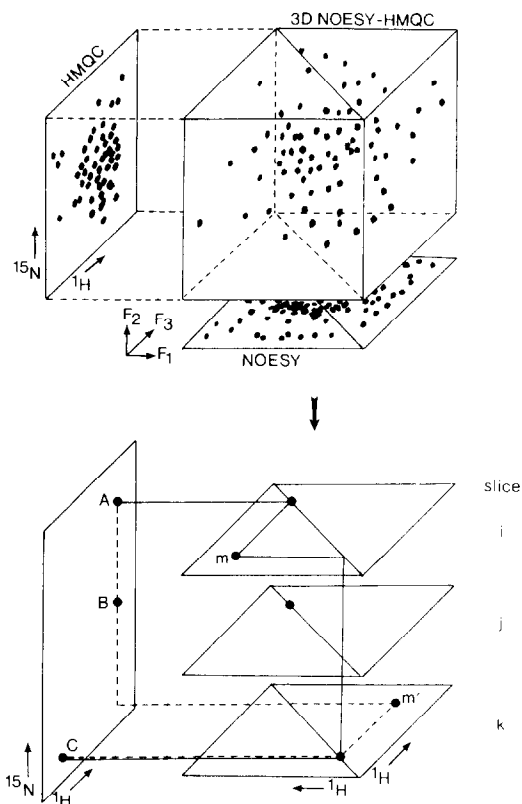 3D NOESY-HMQC
HMQC
15N
1H
F2
F3
F1
NOESY
slice
A
i
m
B
j
m'
k
C
15N
1H
1H
1H